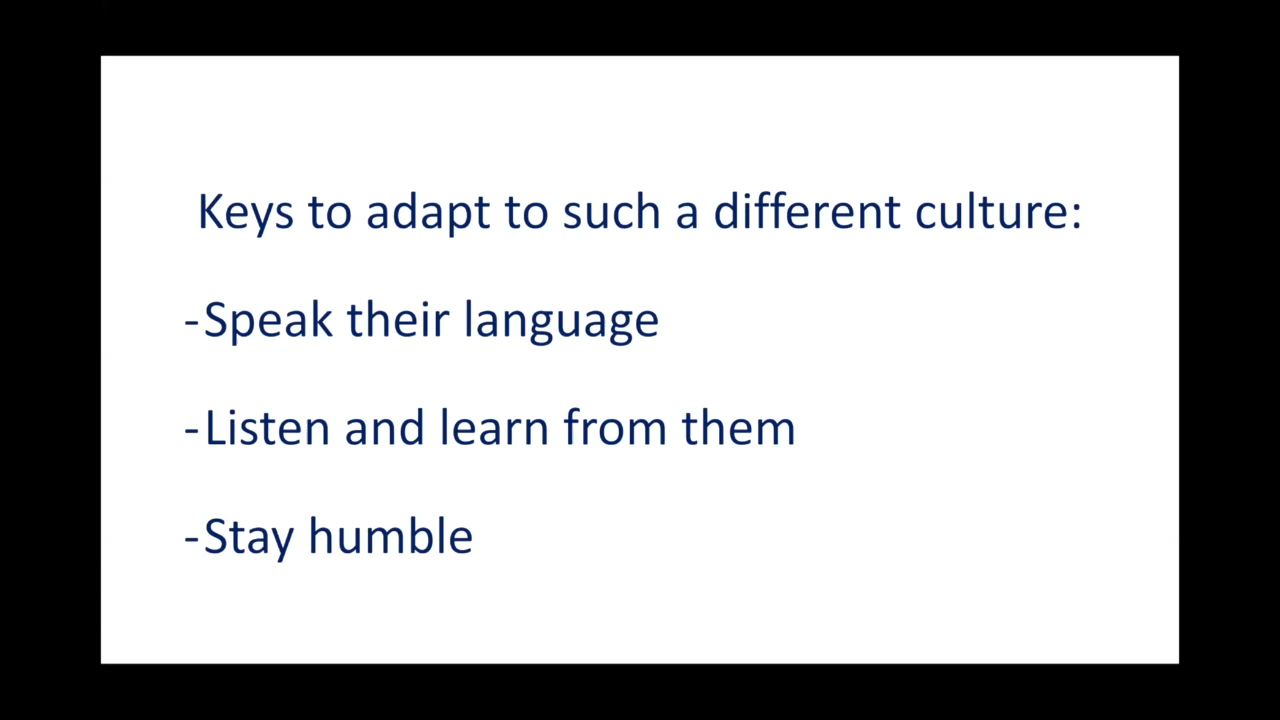 Keys to adapt to such a different culture:
-Speak their language
-Listen and learn from them
-Stay humble